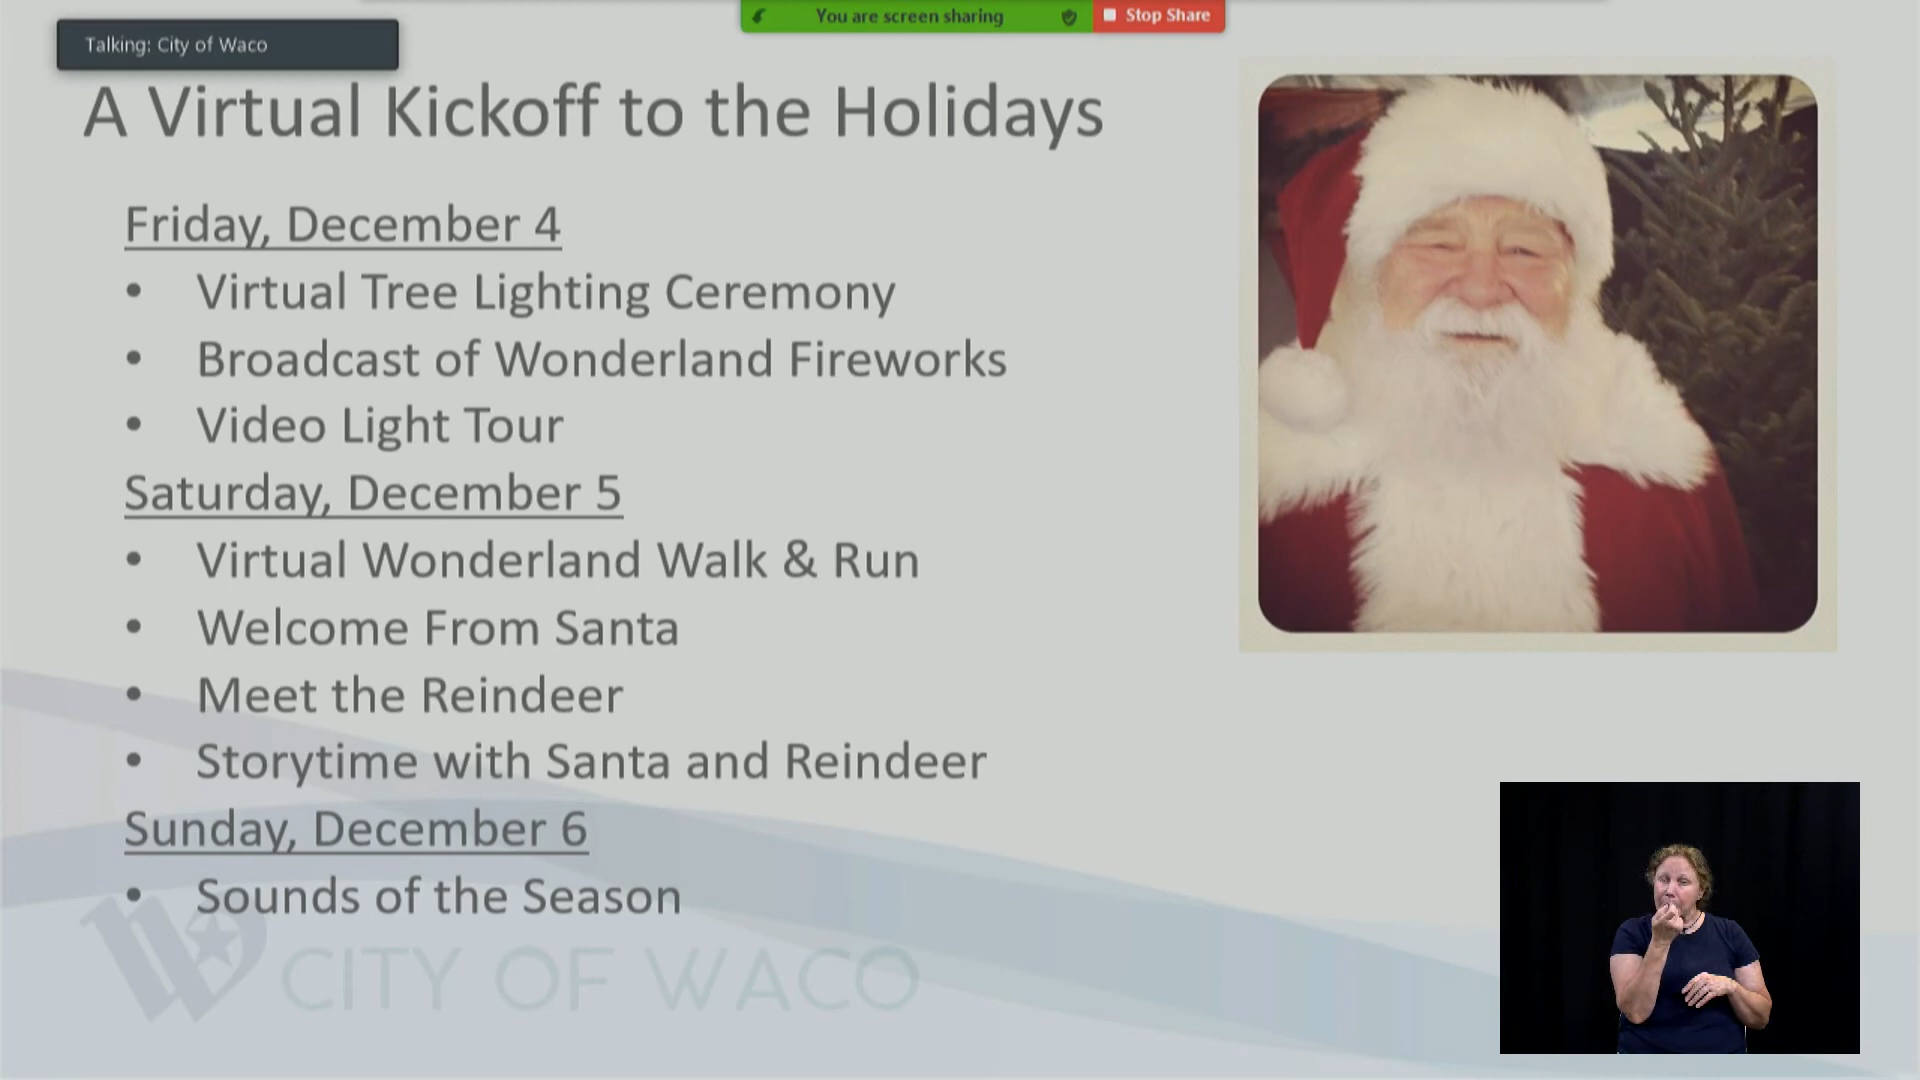 You are screen sharing
Stop Share
Talking: City of Waco
A Virtual Kickoff to the Holidays
Friday, December 4
• Virtual Tree Lighting Ceremony
• Broadcast of Wonderland Fireworks
• Video Light Tour
Saturday, December 5
• Virtual Wonderland Walk & Run
• Welcome From Santa
• Meet the Reindeer
• Storytime with Santa and Reindeer
Sunday, December 6
• Sounds of the Season
W CITY OF WACO